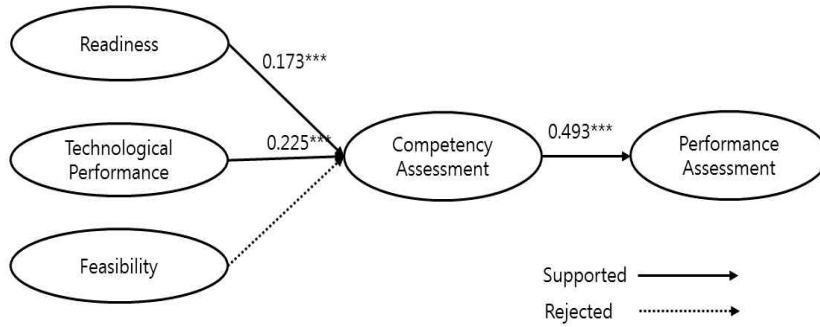 Readiness
0.173***
Technological
Performance
0.225***
Competency
Assessment
0.493***
Performance
Assessment
Feasibility
Supported
Rejected